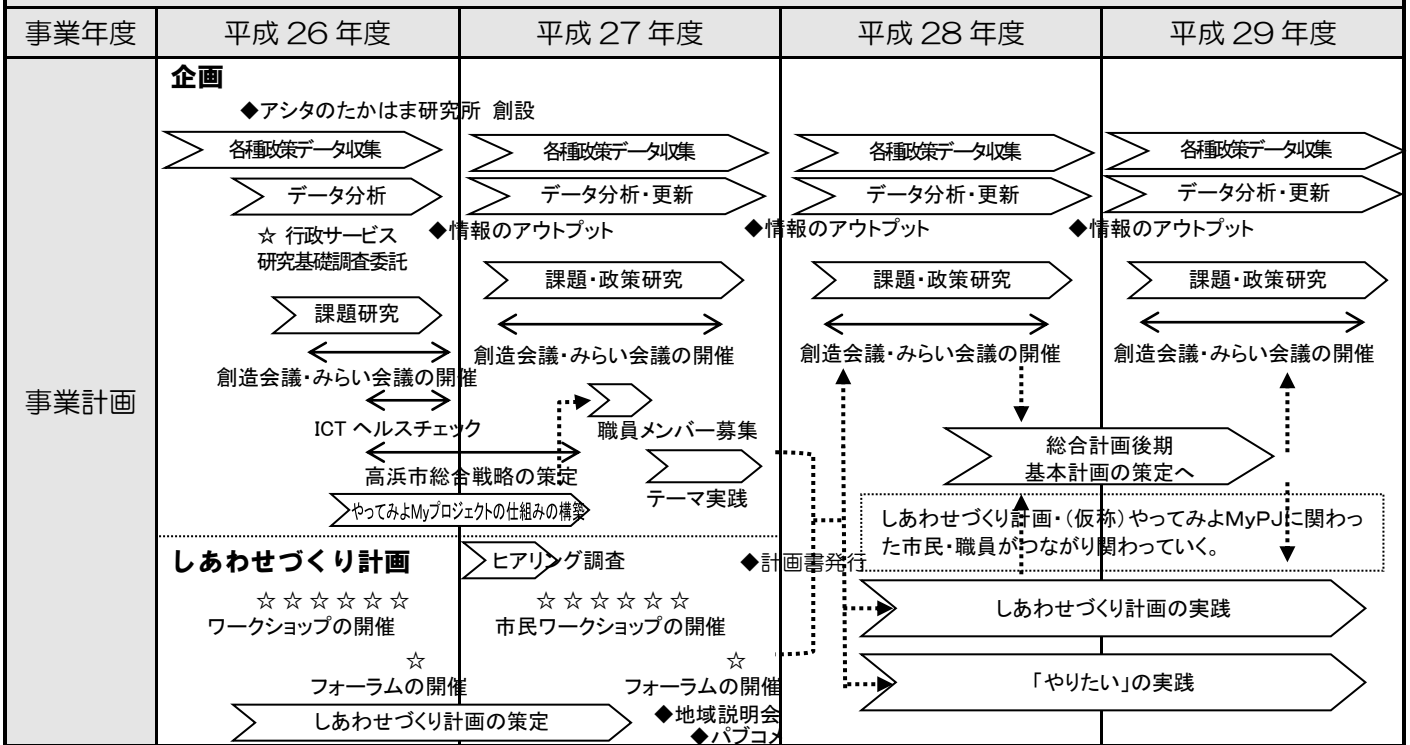 事業年度
平成 26 年度
平成 27 年度
平成 28 年度
平成 29 年度
事業計画
企画
◆アシタのたかはま研究所 創設
各種政策データ収集
各種政策データ収集
各種政策データ収集
各種政策データ収集
データ分析
データ分析・更新
データ分析・更新
データ分析・更新
☆ 行政サービス
研究基礎調査委託
◆情報のアウトプット
◆情報のアウトプット
◆情報のアウトプット
課題研究
課題・政策研究
課題・政策研究
課題・政策研究
創造会議・みらい会議の開催
創造会議・みらい会議の開催
創造会議・みらい会議の開催
創造会議・みらい会議の開催
ICT ヘルスチェック
職員メンバー募集
高浜市総合戦略の策定
テーマ実践
やってみよMyプロジェクトの仕組みの構築
総合計画後期
基本計画の策定へ
しあわせづくり計画・(仮称)やってみよMyPJに関わっ
た市民・職員がつながり関わっていく。
しあわせづくり計画
ヒアリング調査
◆計画書発行
☆☆☆☆☆☆
ワークショップの開催
☆☆☆☆☆☆
市民ワークショップの開催
しあわせづくり計画の実践
☆
フォーラムの開催
☆
フォーラムの開催
「やりたい」の実践
しあわせづくり計画の策定
◆地域説明会
◆パブコメ